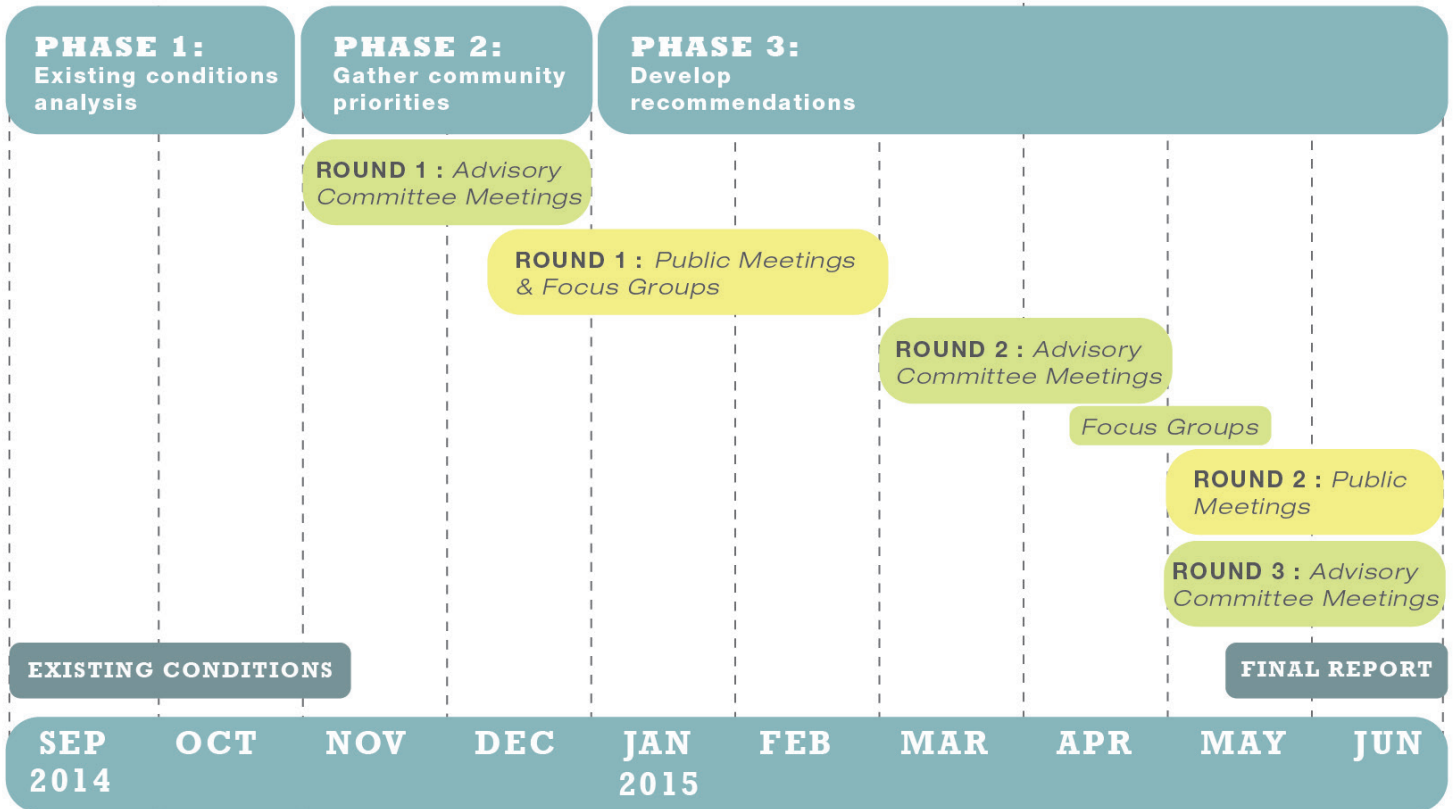 PHASE 1:
Existing conditions
analysis
PHASE 2:
Gather community
priorities
PHASE 3:
Develop
recommendations
ROUND 1 : Advisory
Committee Meetings
ROUND 1 : Public Meetings
& Focus Groups
ROUND 2 : Advisory
Committee Meetings
Focus Groups
ROUND 2 : Public
Meetings
ROUND 3 : Advisory
Committee Meetings
EXISTING CONDITIONS
FINAL REPORT
SEP OCT NOV DEC JAN FEB MAR APR MAY JUN
2014 2015